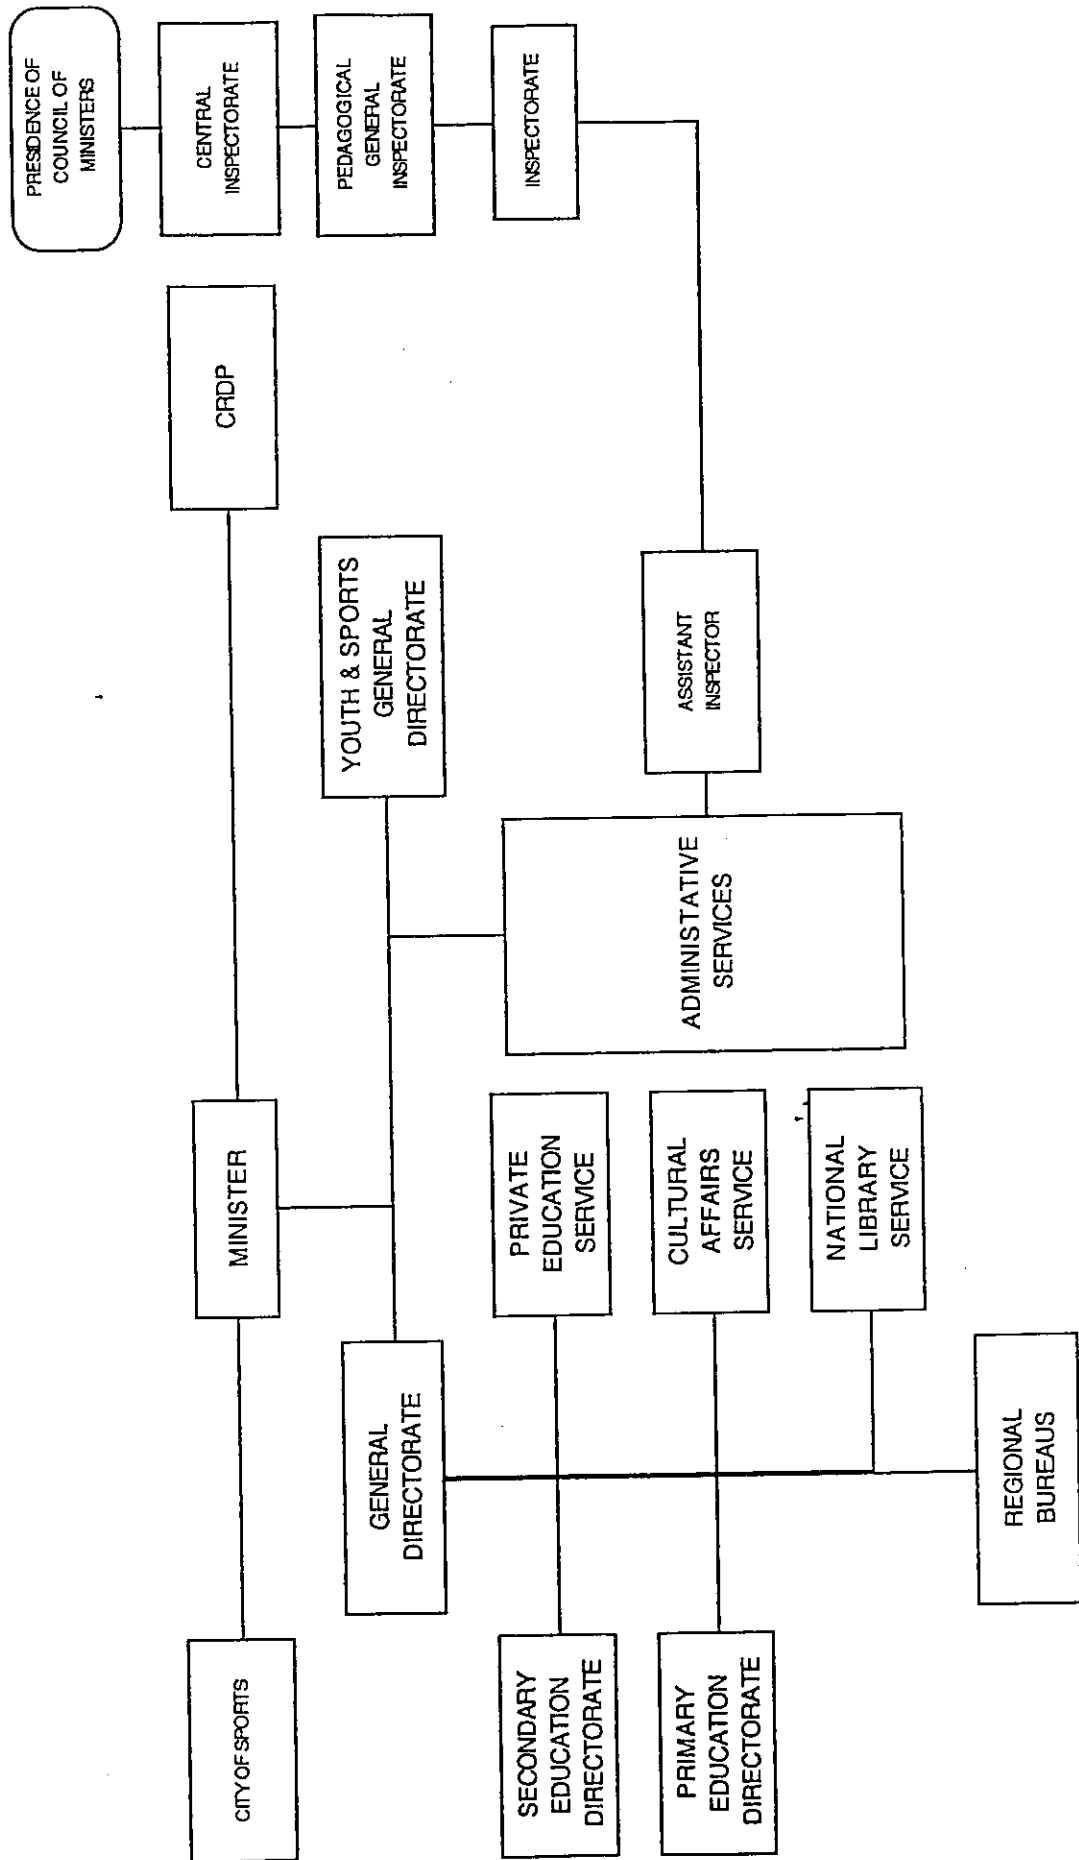 PRESIDENCE OF
COUNCIL OF
MINISTERS
CENTRAL
INSPECTORATE
PEDAGOGICAL
GENERAL
INSPECTORATE
INSPECTORATE
CRDP
YOUTH & SPORTS
GENERAL
DIRECTORATE
ASSISTANT
INSPECTOR
ADMINISTATIVE
SERVICES
MINISTER
PRIVATE
EDUCATION
SERVICE
CULTURAL
AFFAIRS
SERVICE
NATIONAL
LIBRARY
SERVICE
GENERAL
DIRECTORATE
REGIONAL
BUREAUS
CITY OF SPORTS
SECONDARY
EDUCATION
DIRECTORATE
PRIMARY
EDUCATION
DIRECTORATE